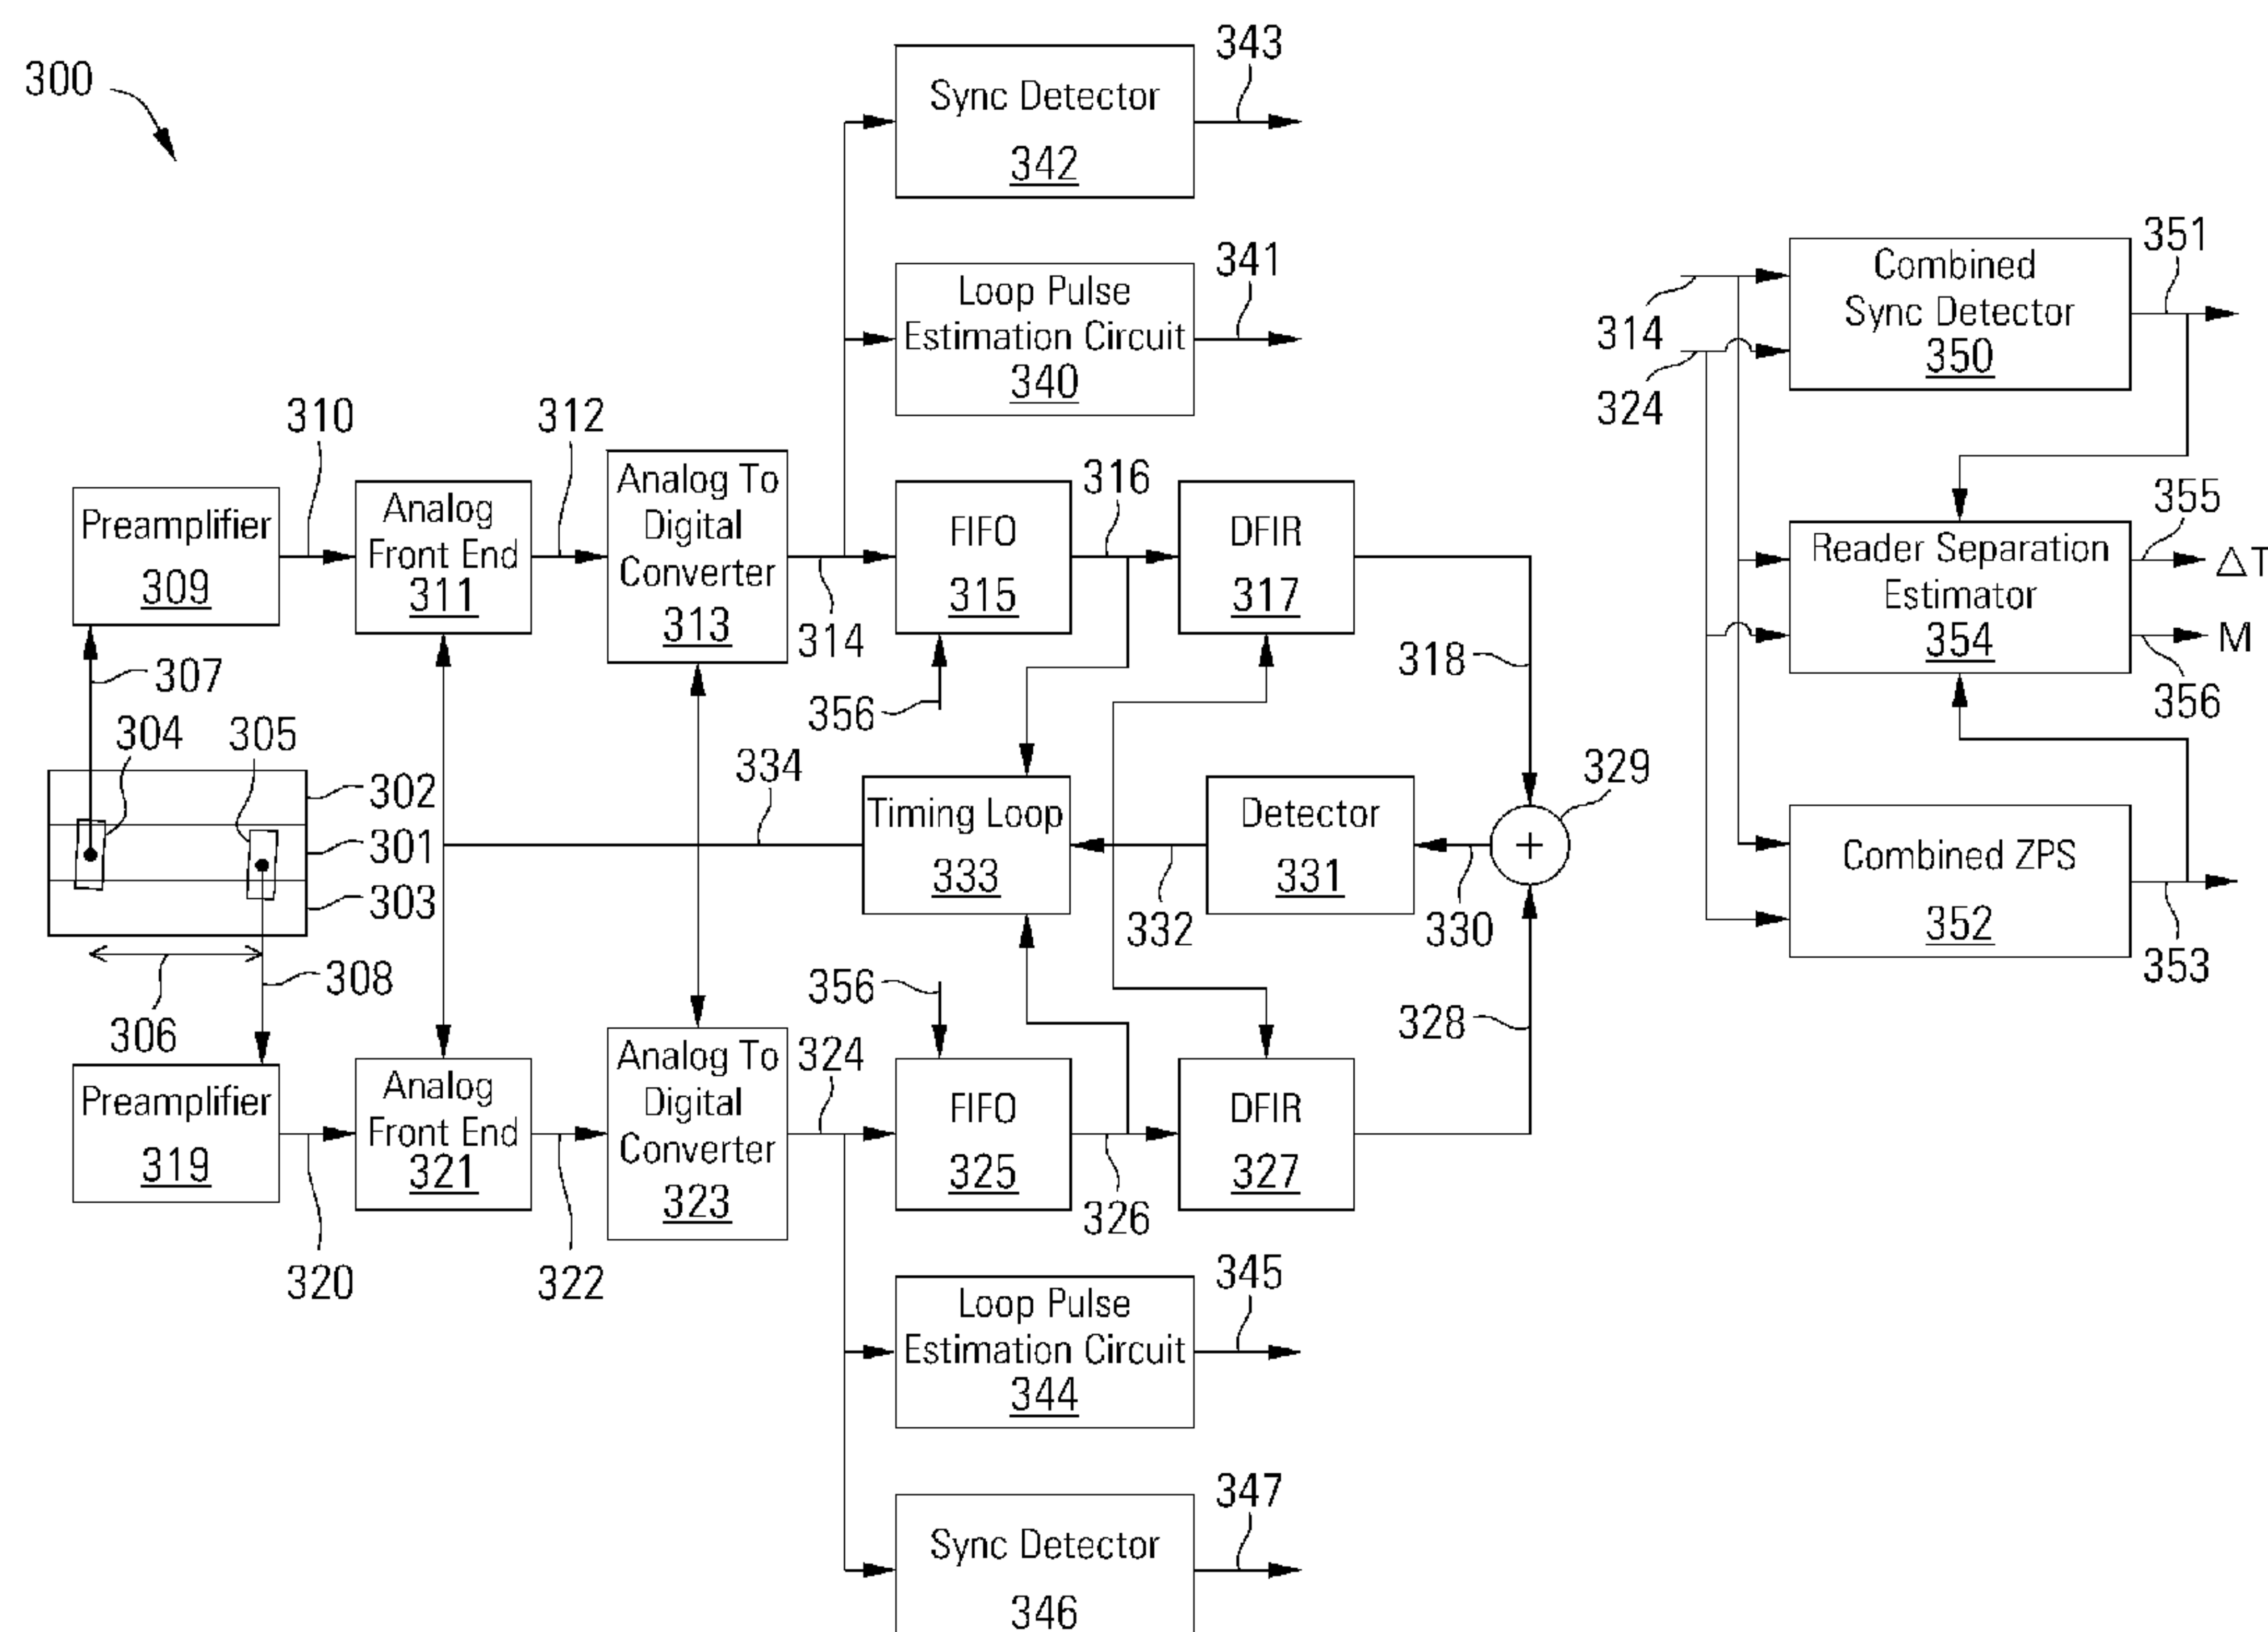 300
343
Sync Detector
342
341
Loop Pulse
Estimation Circuit
340
351
Combined
Sync Detector
350
314
324
310
312
316
355
Preamplifier
309
Analog
Front End
311
Analog To
Digital
Converter
313
314
FIFO
315
DFIR
317
318
Reader Separation
Estimator
354
ΔT
M
356
356
307
304
305
302
301
303
306
308
334
Timing Loop
333
332
Detector
331
330
+
329
328
Combined ZPS
352
353
356
324
Preamplifier
319
Analog
Front End
321
Analog To
Digital
Converter
323
FIFO
325
DFIR
327
320
322
326
345
Loop Pulse
Estimation Circuit
344
347
Sync Detector
346